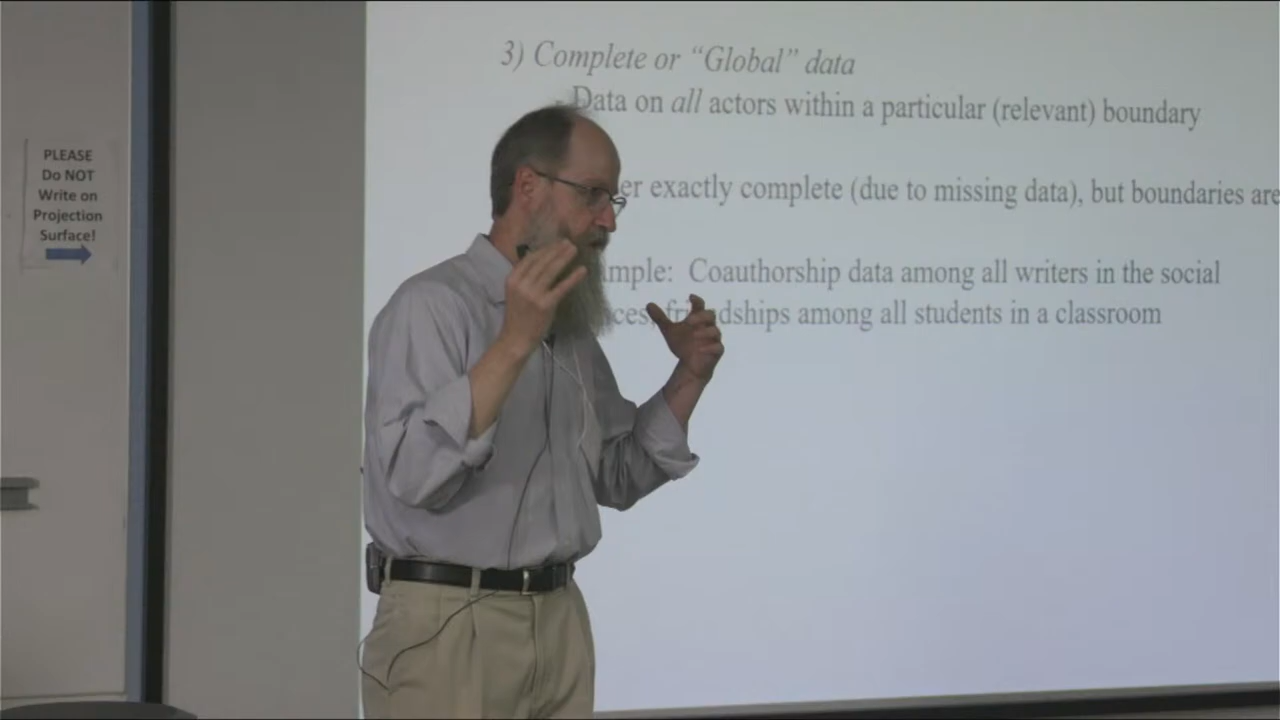 PLEASE
Do NOT
Write on
Projection
Surface!
3) Complete or “Global” data
- Data on all actors within a particular (relevant) boundary
er exactly complete (due to missing data), but boundaries are
mple: Coauthorship data among all writers in the social
ces, friendships among all students in a classroom